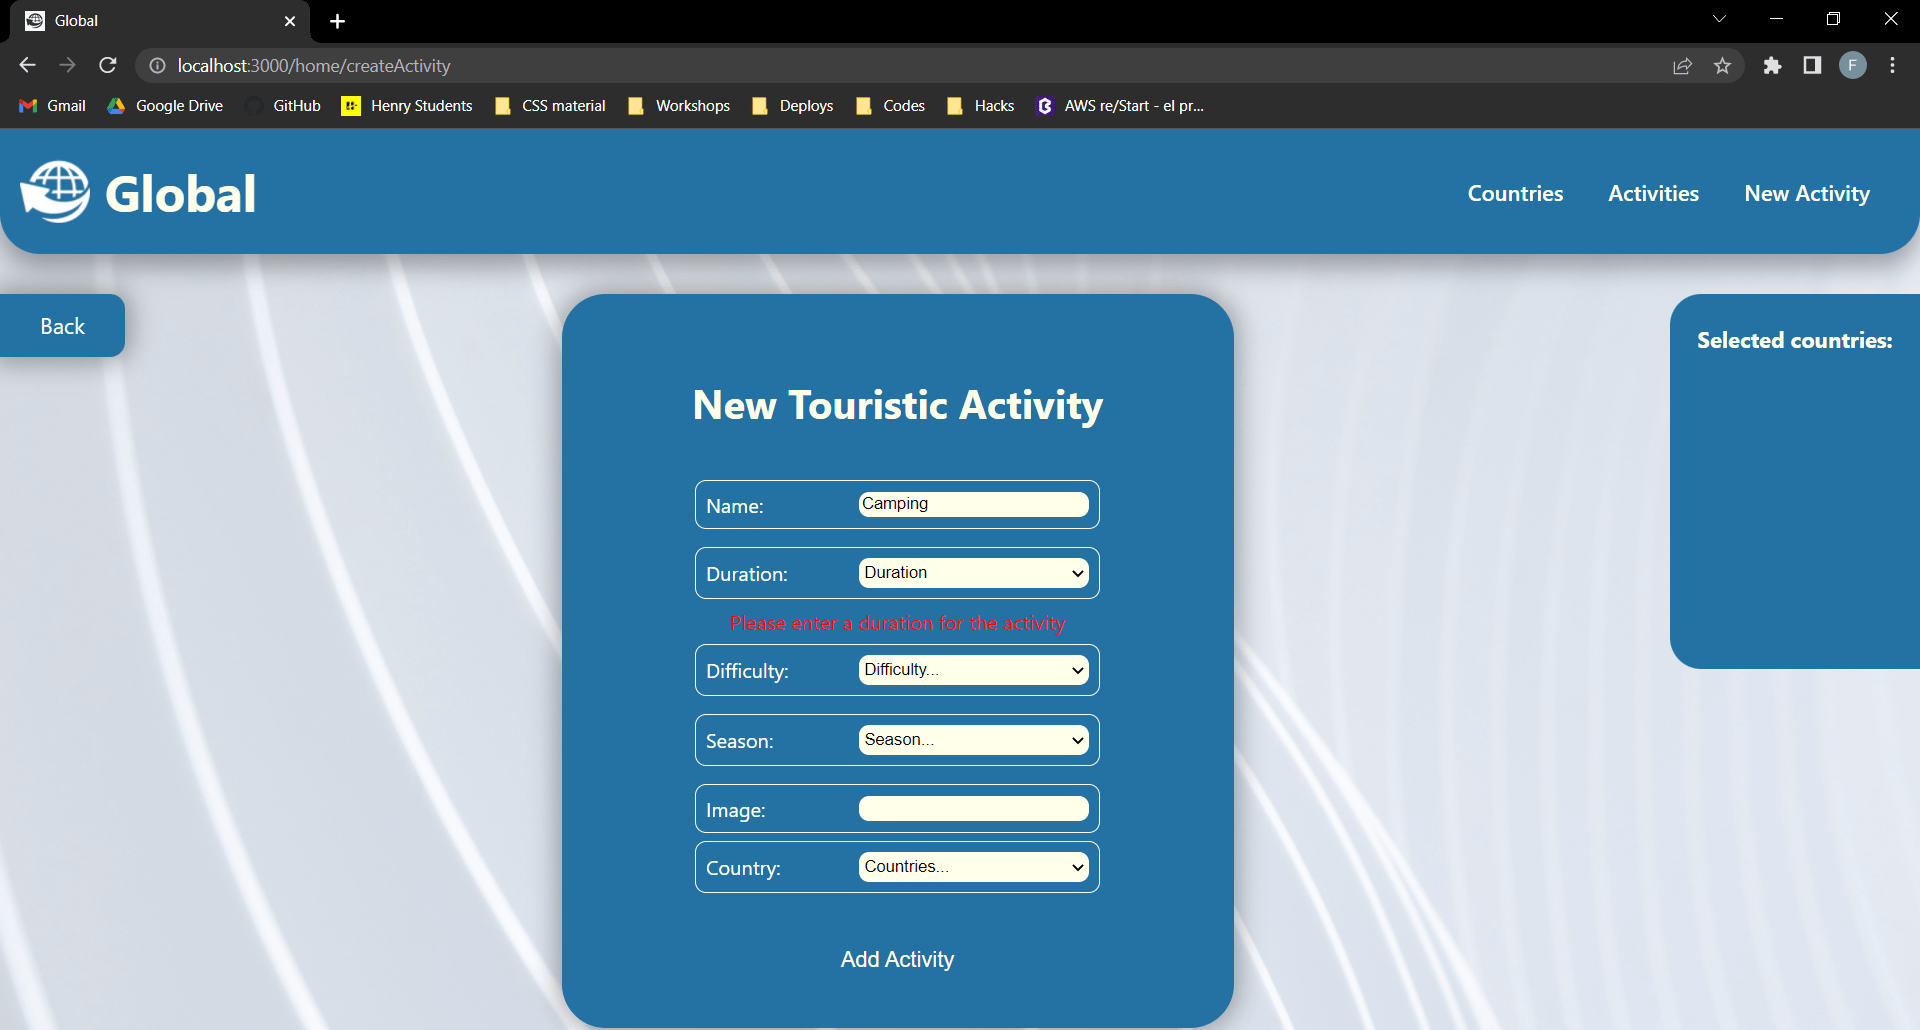 Global
localhost:3000/home/createActivity
F
Gmail Google Drive GitHub Henry Students CSS material Workshops Deploys Codes Hacks AWS re/Start - el pr...
Global
Countries Activities New Activity
Back
Selected countries:
New Touristic Activity
Name: Camping
Duration: Duration
Please enter a duration for the activity
Difficulty: Difficulty...
Season: Season...
Image:
Country: Countries...
Add Activity